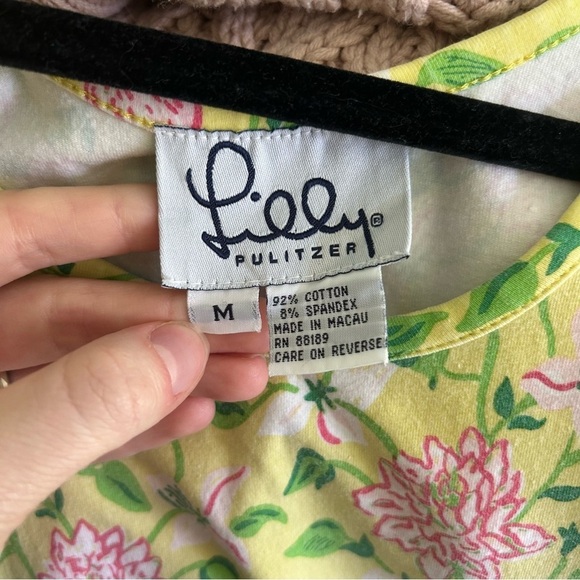 Lilly®
PULITZER
M
92% COTTON
8% SPANDEX
MADE IN MACAU
RN 88189
CARE ON REVERSE